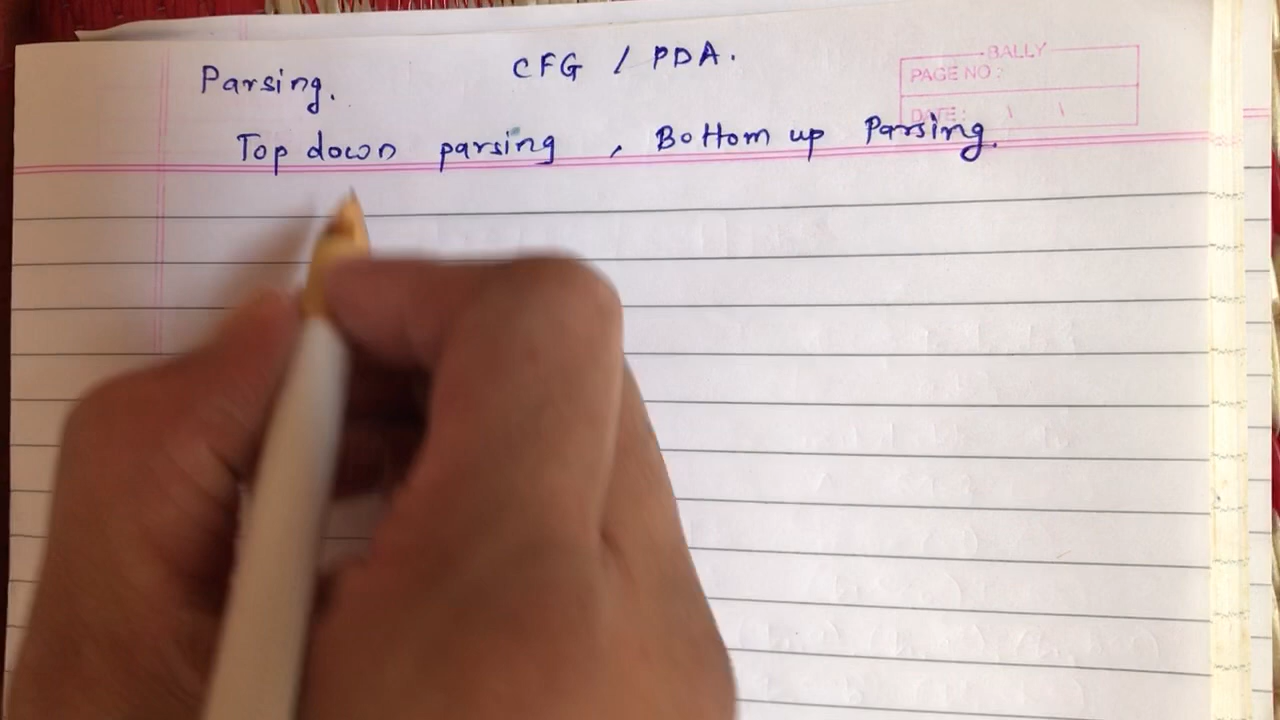 BALLY
CFG / PDA.
PAGE NO :
Parsing.
DATE :
Top down parsing , Bottom up Parsing.